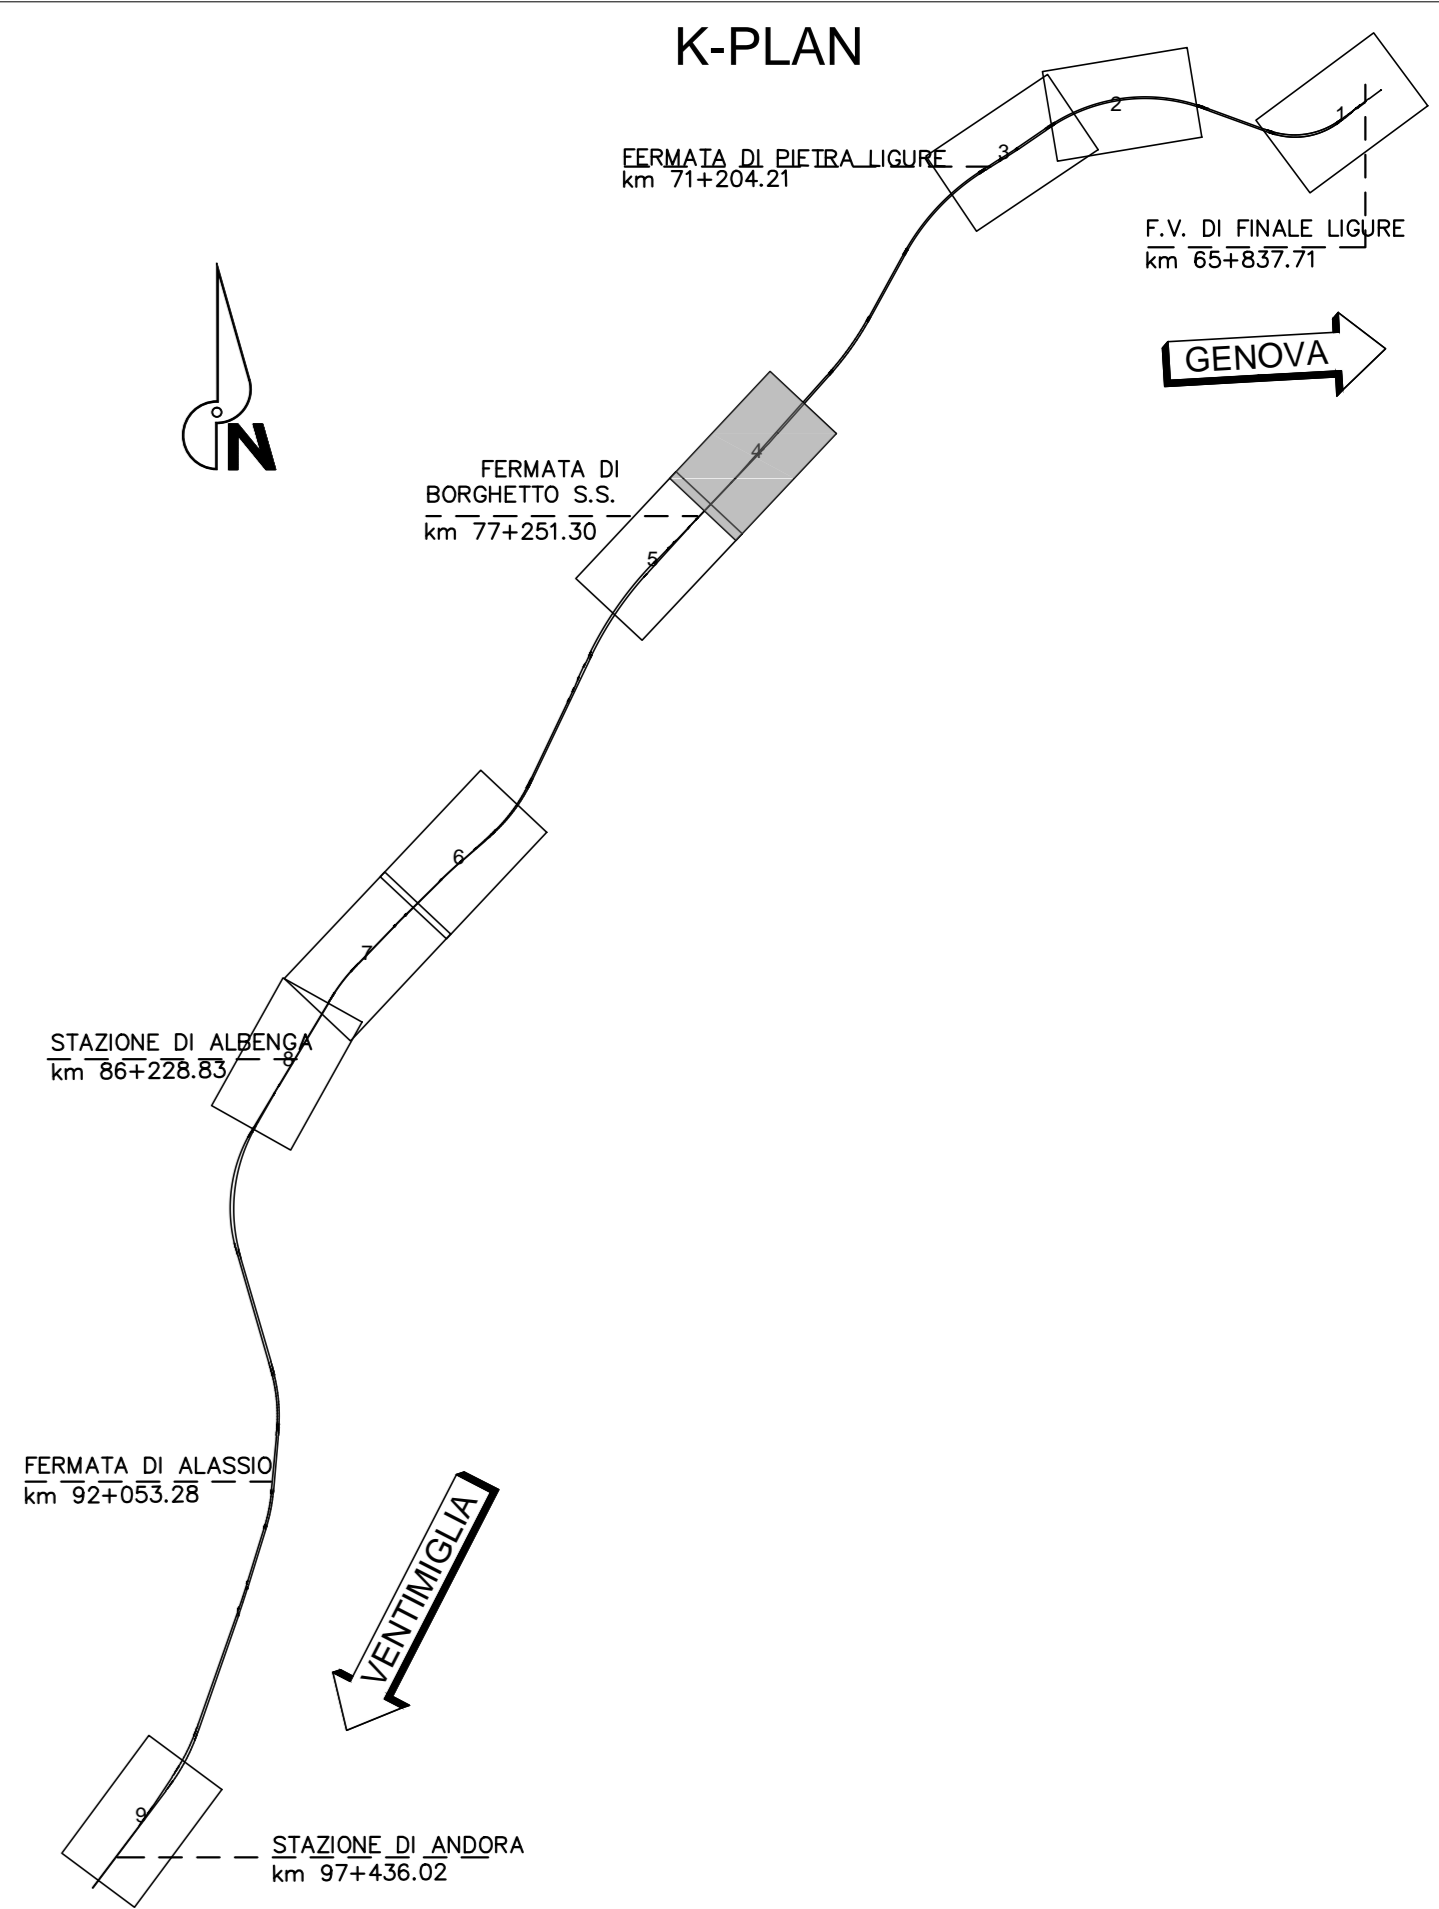 K-PLAN
2
1
3
FERMATA DI PIETRA LIGURE
km 71+204.21
F.V. DI FINALE LIGURE
km 65+837.71
GENOVA
N
4
FERMATA DI
BORGHETTO S.S.
km 77+251.30
5
6
7
STAZIONE DI ALBENGA
km 86+228.83
8
FERMATA DI ALASSIO
km 92+053.28
VENTIMIGLIA
9
STAZIONE DI ANDORA
km 97+436.02